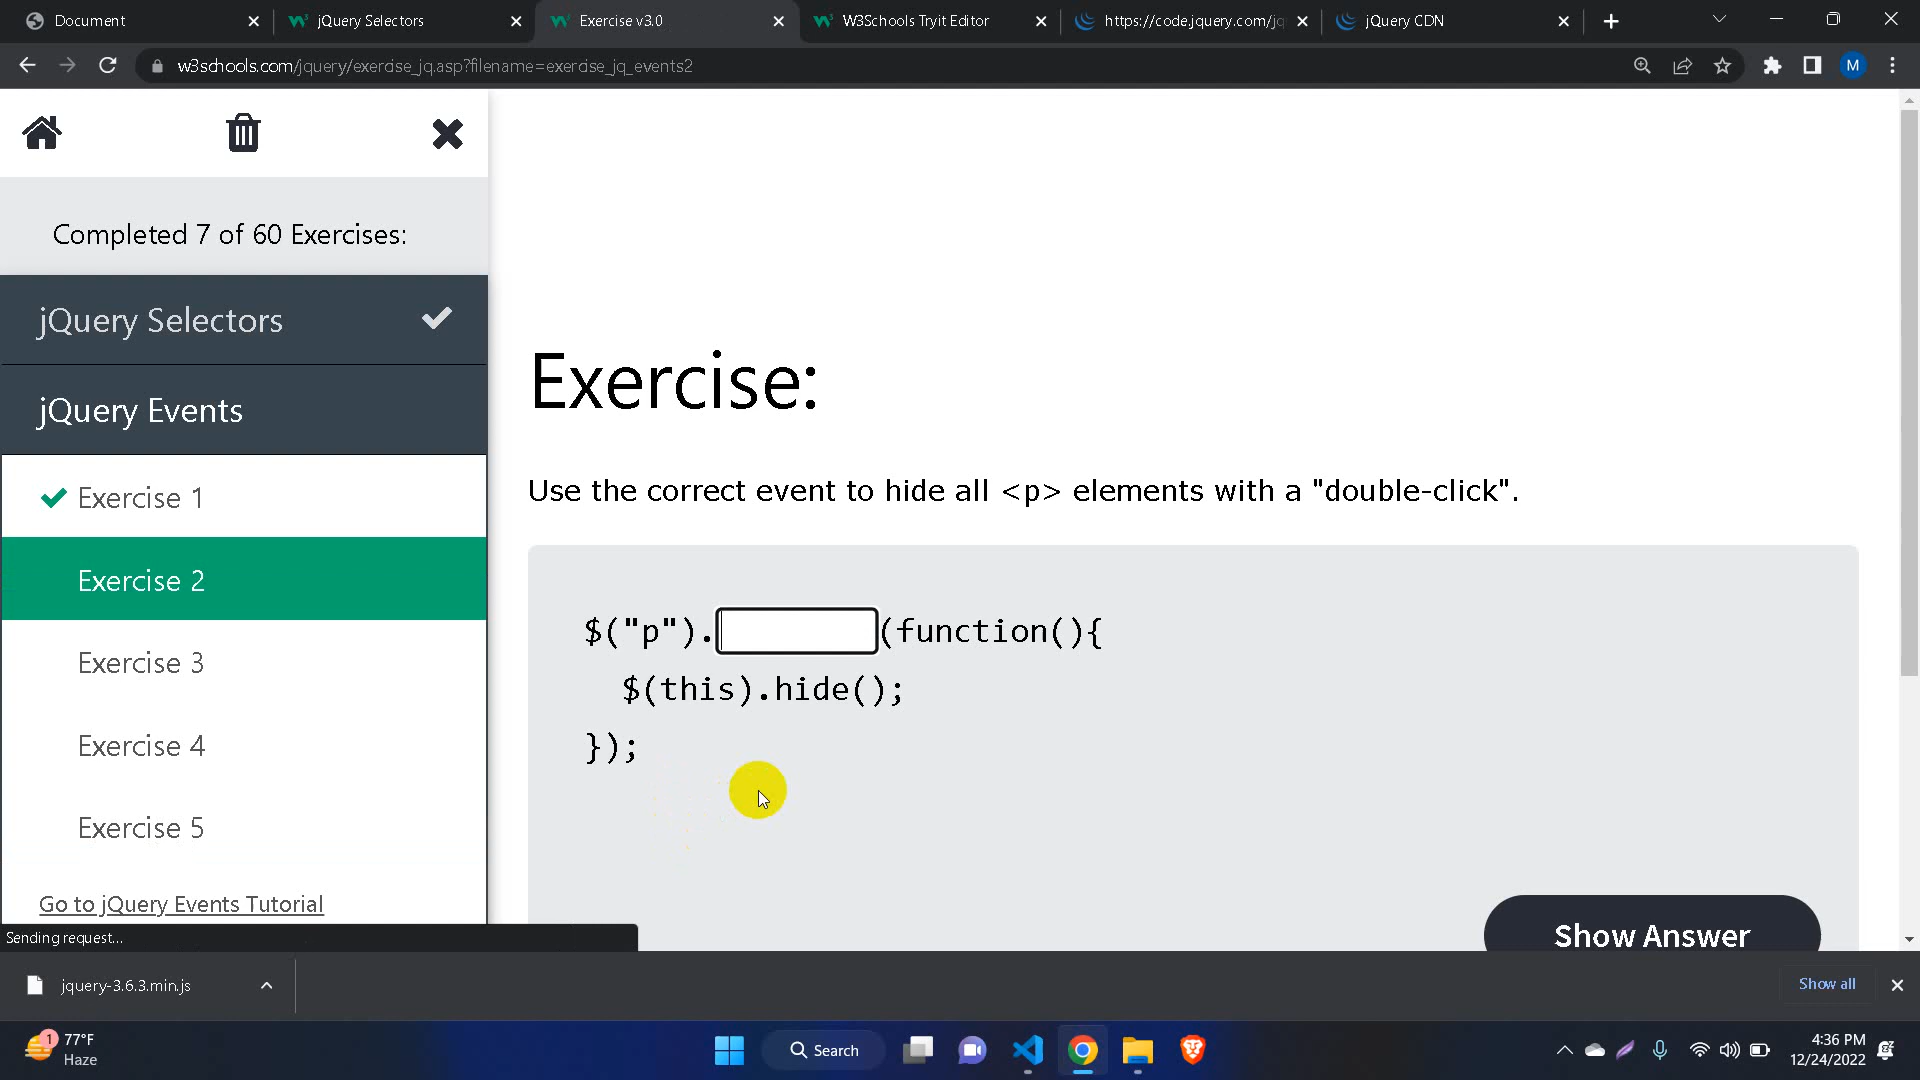 Document
jQuery Selectors
Exercise v3.0
W3Schools Tryit Editor
https://code.jquery.com/jq
jQuery CDN
w3schools.com/jquery/exercise_jq.asp?filename=exercise_jq_events2
M
Completed 7 of 60 Exercises:
jQuery Selectors
jQuery Events
Exercise 1
Exercise 2
Exercise 3
Exercise 4
Exercise 5
Go to jQuery Events Tutorial
Exercise:
Use the correct event to hide all <p> elements with a "double-click".
$("p").
(function(){
$(this).hide();
});
Show Answer
Sending request...
jquery-3.6.3.min.js
Show all
1
77°F
Haze
Search
4:36 PM
12/24/2022